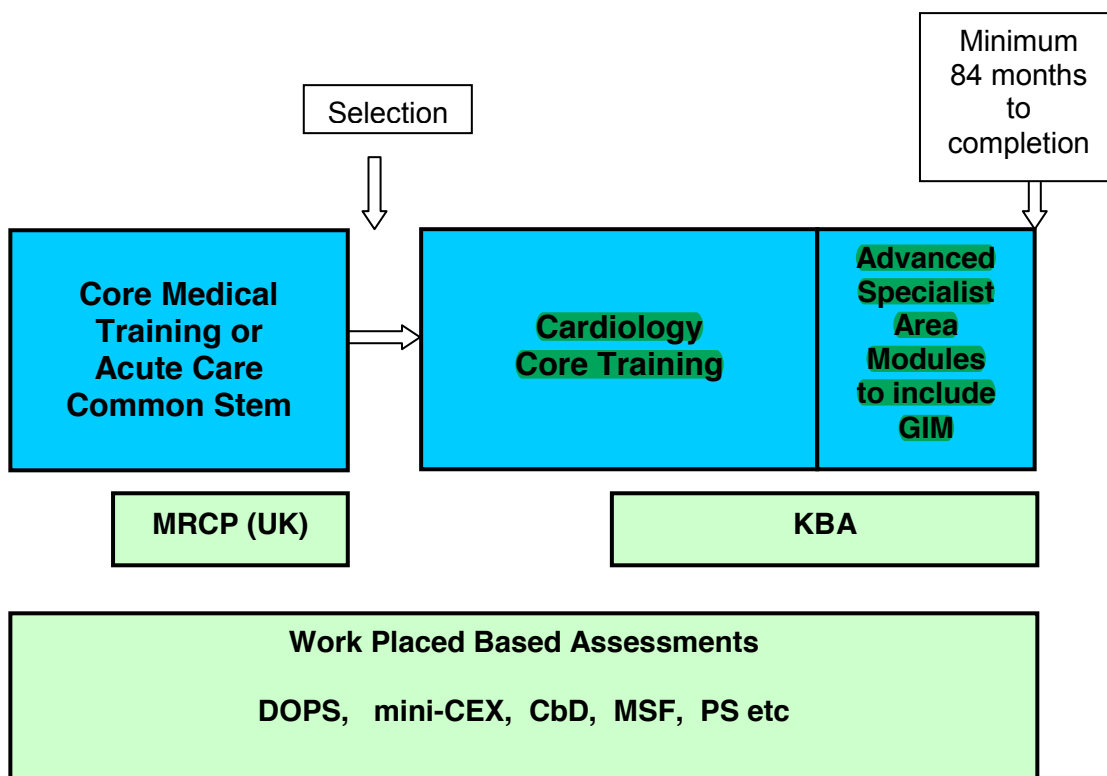 Minimum
84 months
to
completion
Selection
Core Medical
Training or
Acute Care
Common Stem
Cardiology
Core Training
Advanced
Specialist
Area
Modules
to include
GIM
MRCP (UK)
KBA
Work Placed Based Assessments
DOPS, mini-CEX, CbD, MSF, PS etc